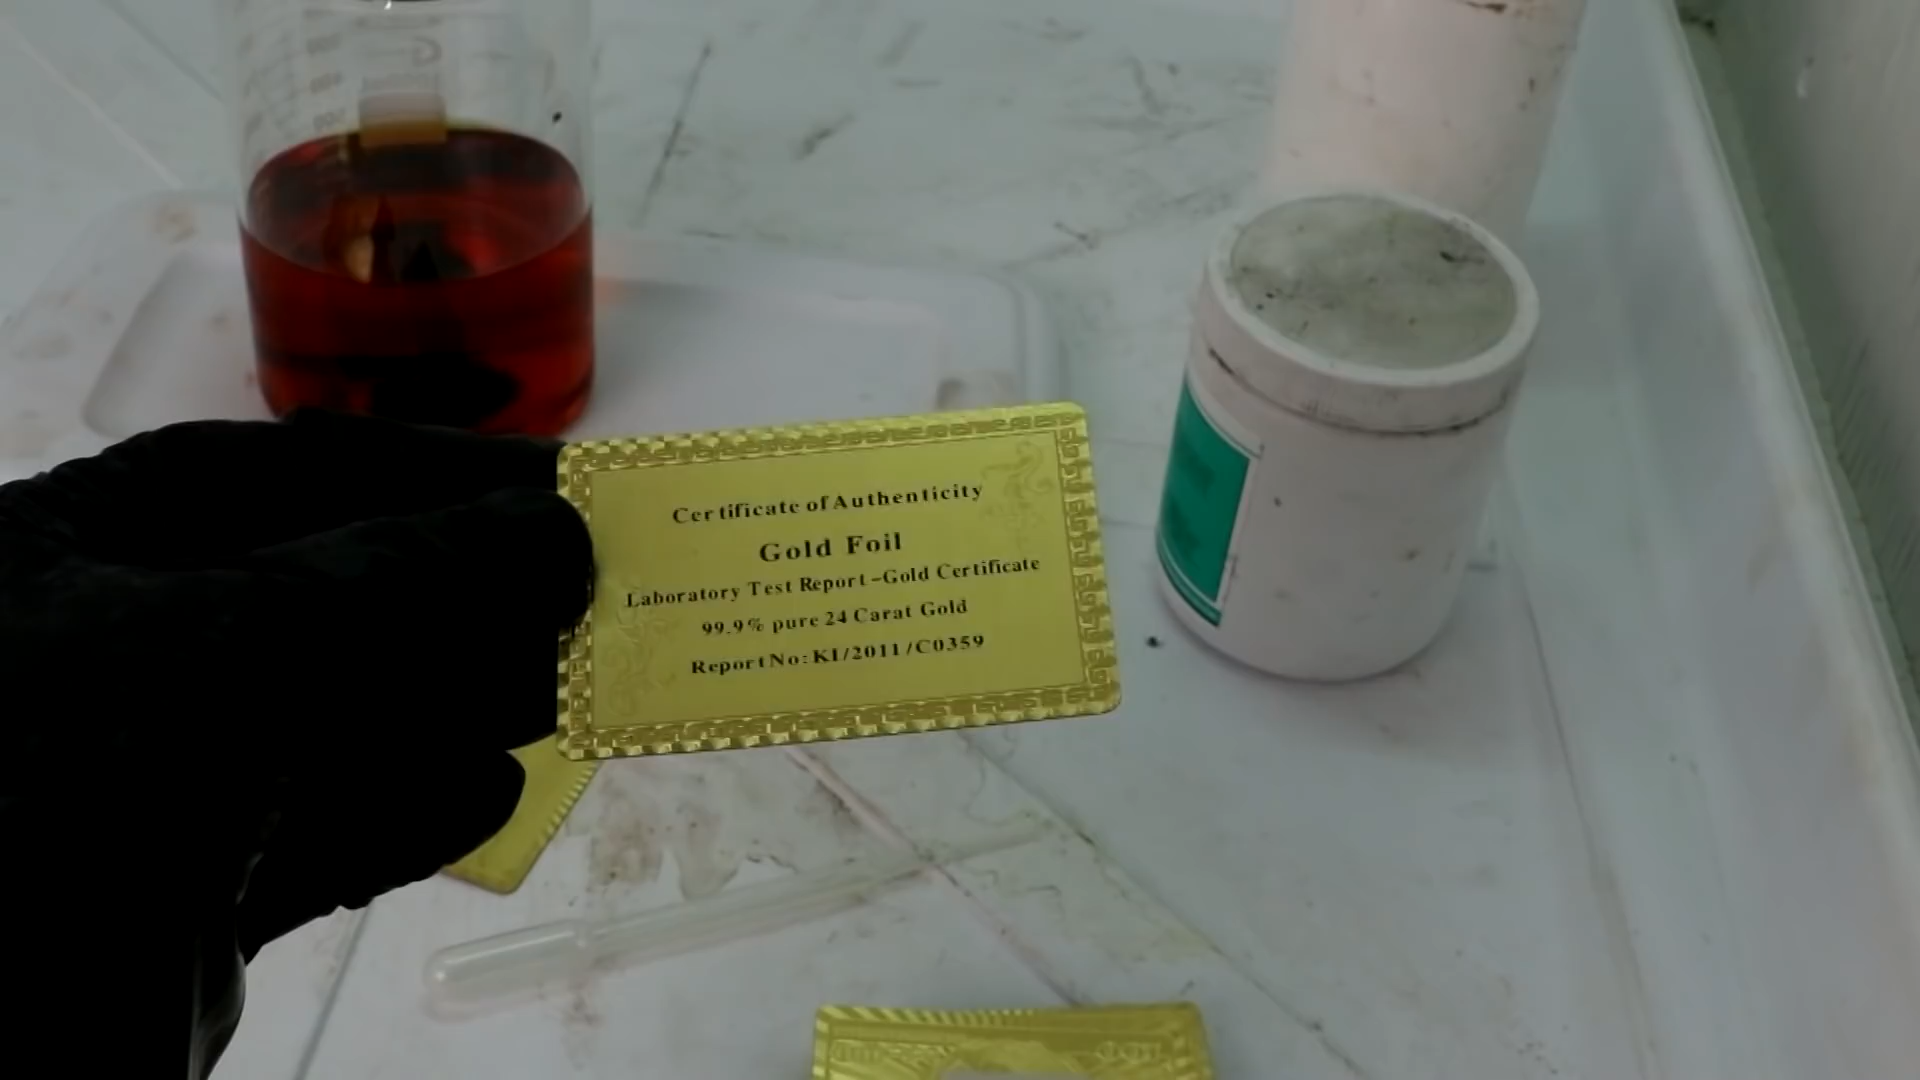 Certificate of Authenticity
Gold Foil
Laboratory Test Report-Gold Certificate
99.9% pure 24 Carat Gold
Report No: KI/2011/C0359